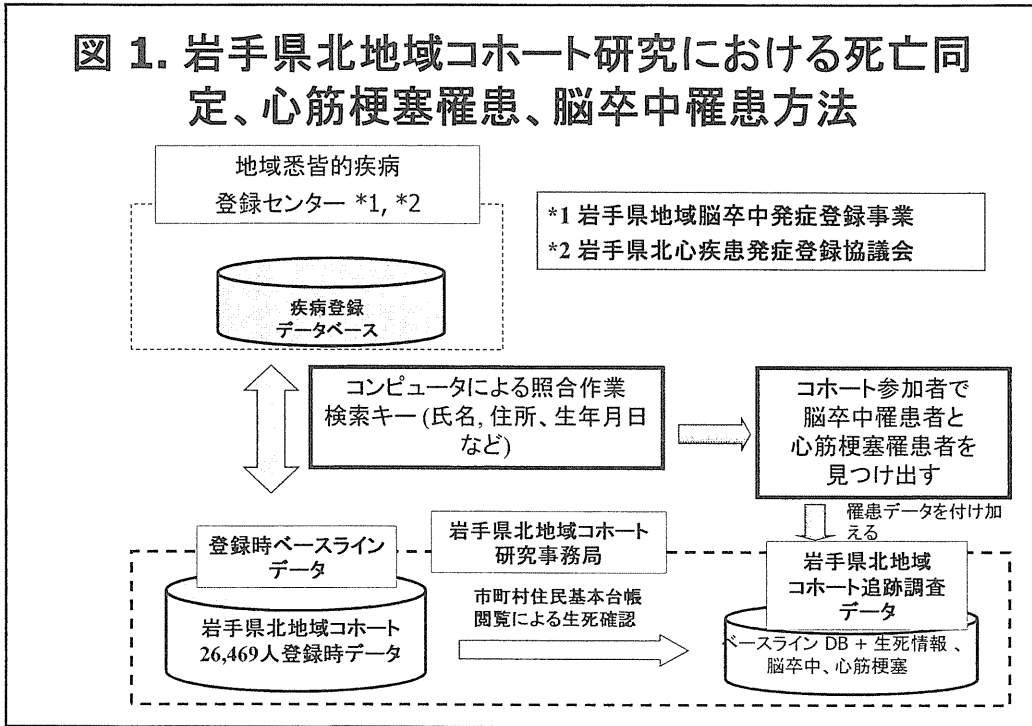 図 1. 岩手県北地域コホート研究における死亡同
定、心筋梗塞罹患、脳卒中罹患方法
地域悉皆的疾病
登録センター *1, *2
*1 岩手県地域脳卒中発症登録事業
*2 岩手県北心疾患発症登録協議会
疾病登録
データベース
コンピュータによる照合作業
検索キー (氏名, 住所、生年月日
など)
コホート参加者で
脳卒中罹患者と
心筋梗塞罹患者を
見つけ出す
罹患データを付け加
える
登録時ベースライン
データ
岩手県北地域コホート
研究事務局
岩手県北地域
コホート追跡調査
データ
岩手県北地域コホート
26,469人登録時データ
市町村住民基本台帳
閲覧による生死確認
ベースライン DB + 生死情報 、
脳卒中、心筋梗塞